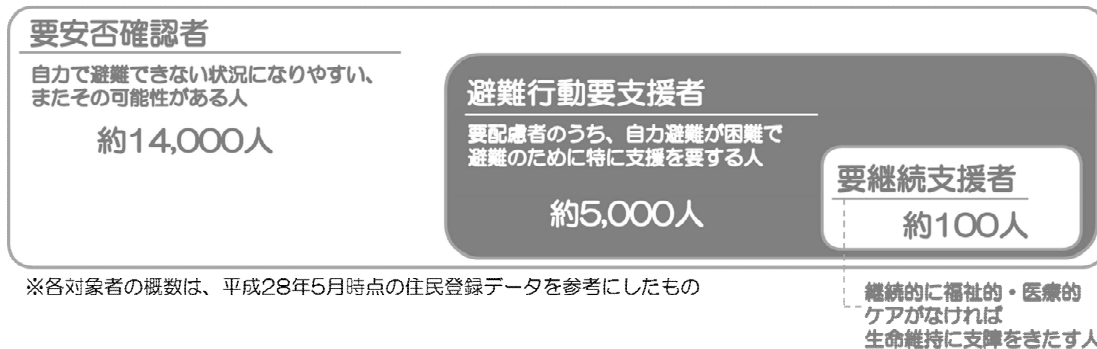 要安否確認者
自力で避難できない状況になりやすい、
またその可能性がある人
約14,000人
避難行動要支援者
要配慮者のうち、自力避難が困難で
避難のために特に支援を要する人
約5,000人
要継続支援者
約100人
※各対象者の概数は、平成28年5月時点の住民登録データを参考にしたもの
継続的に福祉的・医療的
ケアがなければ
生命維持に支障をきたす人